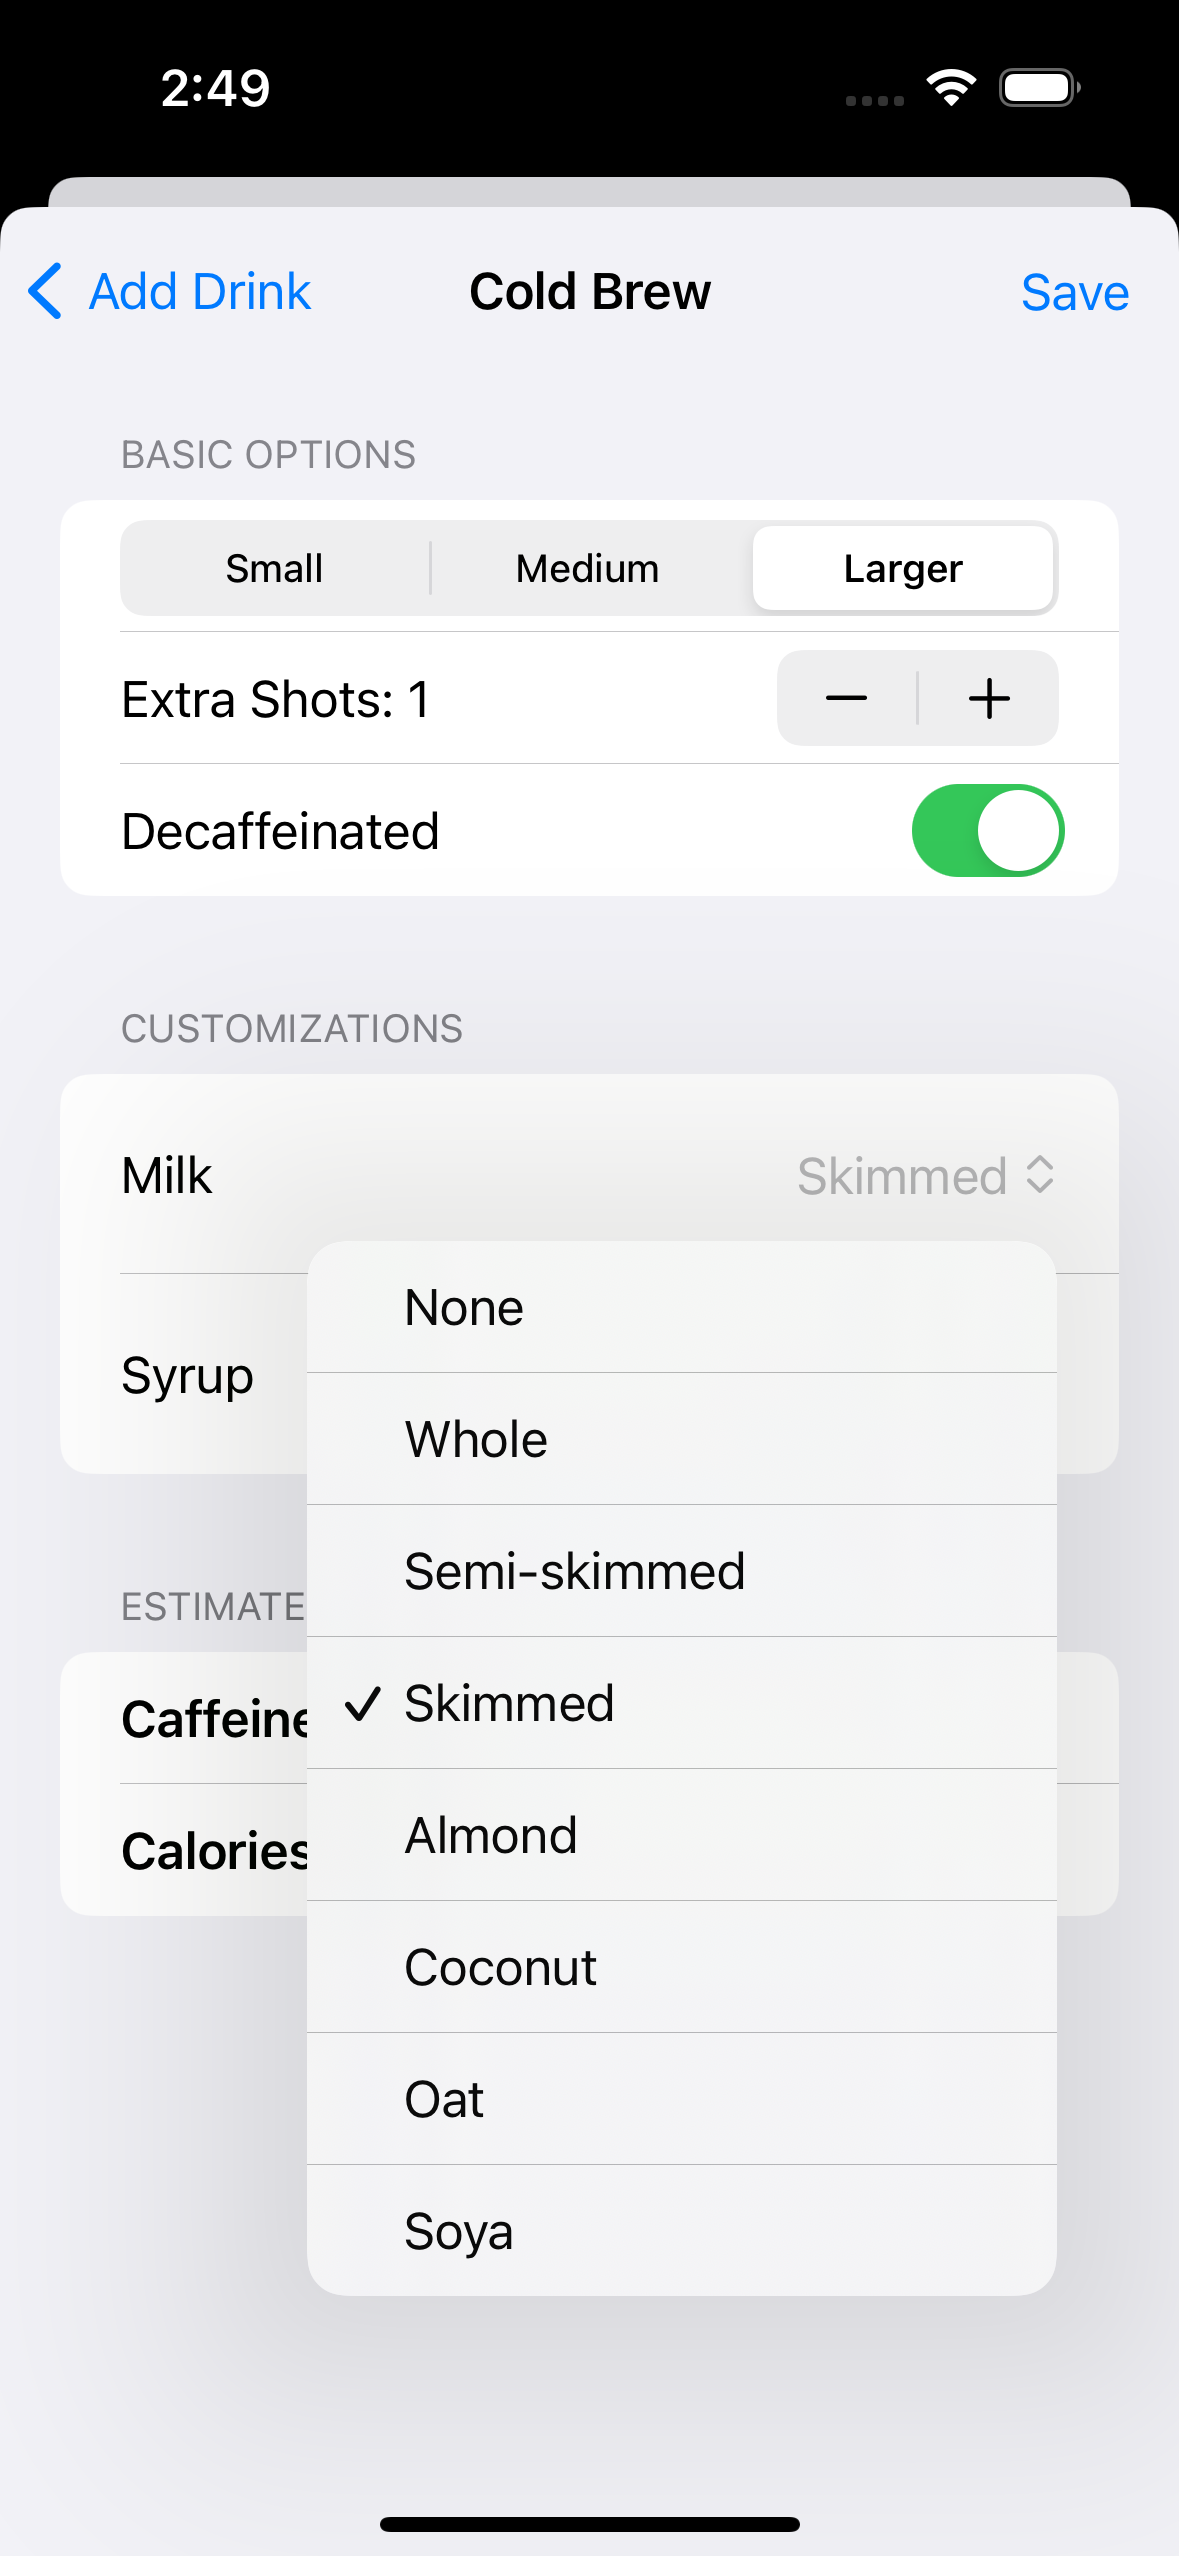 2:49
Add Drink
Cold Brew
Save
BASIC OPTIONS
Small
Medium
Larger
Extra Shots: 1
Decaffeinated
CUSTOMIZATIONS
Milk
Skimmed
Syrup
None
Whole
Semi-skimmed
Skimmed
Almond
Coconut
Oat
Soya
ESTIMATE
Caffeine
Calories